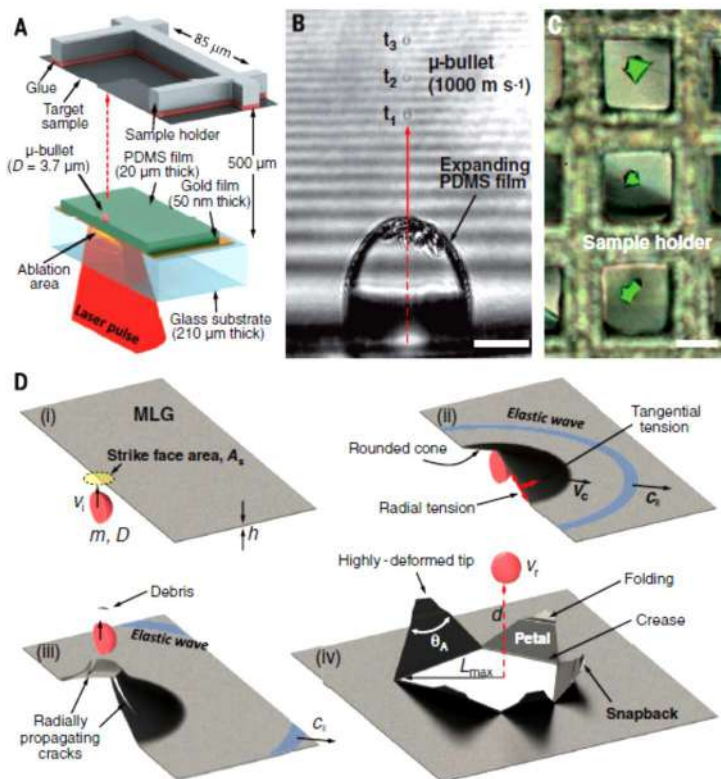 A
85 µm
Glue
Target
sample
µ-bullet
(D = 3.7 µm)
Sample holder
PDMS film
(20 µm thick)
Gold film
(50 nm thick)
500 µm
Ablation
area
Laser pulse
Glass substrate
(210 µm thick)
B
t3
t2
t1
µ-bullet
(1000 m s-1)
Expanding
PDMS film
C
Sample holder
D
(i)
MLG
Strike face area, As
Vi
m, D
h
(ii)
Elastic wave
Tangential
tension
Rounded cone
Radial tension
Vc
C||
(iii)
Debris
Elastic wave
Radially
propagating
cracks
C||
(iv)
Highly-deformed tip
Vr
Folding
d
Crease
Petal
θA
Lmax
Snapback